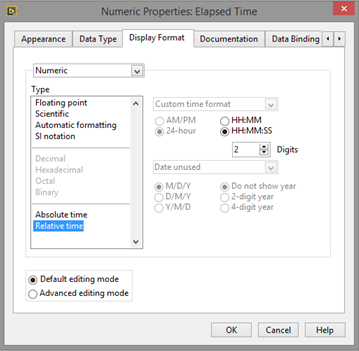 Numeric Properties: Elapsed Time
Appearance Data Type Display Format Documentation Data Binding
Numeric
Type
Floating point
Scientific
Automatic formatting
SI notation
Decimal
Hexadecimal
Octal
Binary
Absolute time
Relative time
Custom time format
AM/PM HH:MM
24-hour HH:MM:SS
2 Digits
Date unused
M/D/Y Do not show year
D/M/Y 2-digit year
Y/M/D 4-digit year
Default editing mode
Advanced editing mode
OK Cancel Help